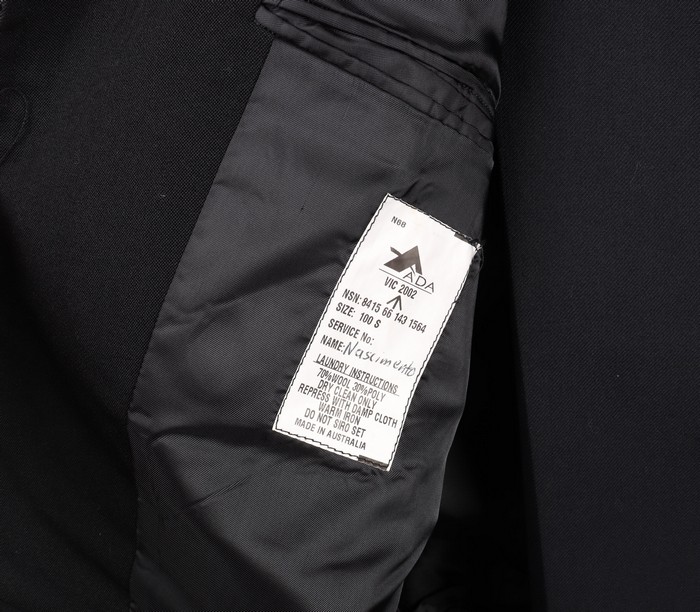 N88
ADA
VIC 2002
NSN: 8415 66 143 1564
SIZE: 100 S
SERVICE No:
NAME: Nascimento
LAUNDRY INSTRUCTIONS
70%WOOL 30%POLY
DRY CLEAN ONLY
REPRESS WITH DAMP CLOTH
WARM IRON
DO NOT SIRO SET
MADE IN AUSTRALIA